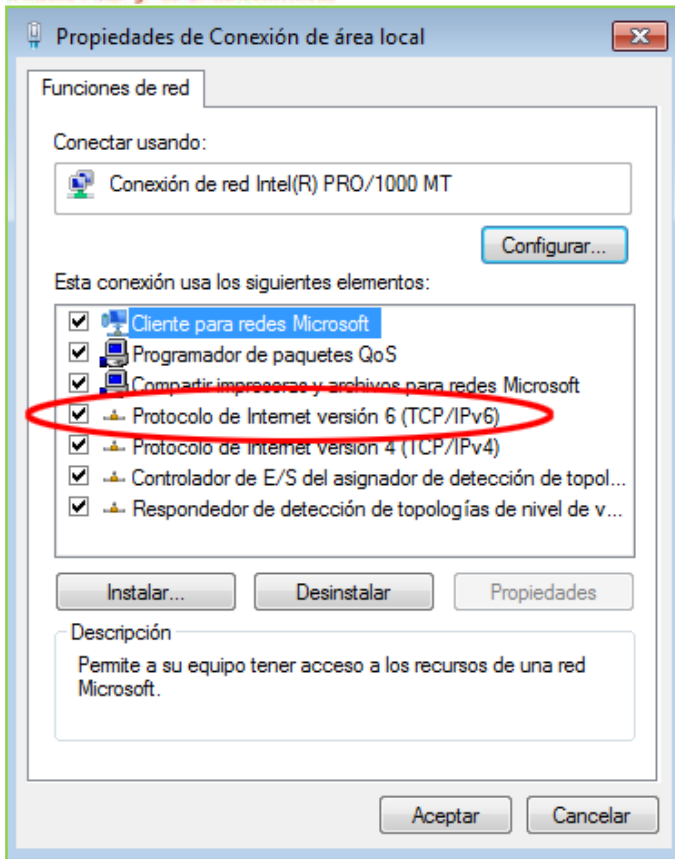 Propiedades de Conexión de área local
Funciones de red
Conectar usando:
Conexión de red Intel(R) PRO/1000 MT
Configurar...
Esta conexión usa los siguientes elementos:
Cliente para redes Microsoft
Programador de paquetes QoS
Compartir impresoras y archivos para redes Microsoft
Protocolo de Internet versión 6 (TCP/IPv6)
Protocolo de Internet versión 4 (TCP/IPv4)
Controlador de E/S del asignador de detección de topol...
Respondedor de detección de topologías de nivel de v...
Instalar...
Desinstalar
Propiedades
Descripción
Permite a su equipo tener acceso a los recursos de una red
Microsoft.
Aceptar
Cancelar